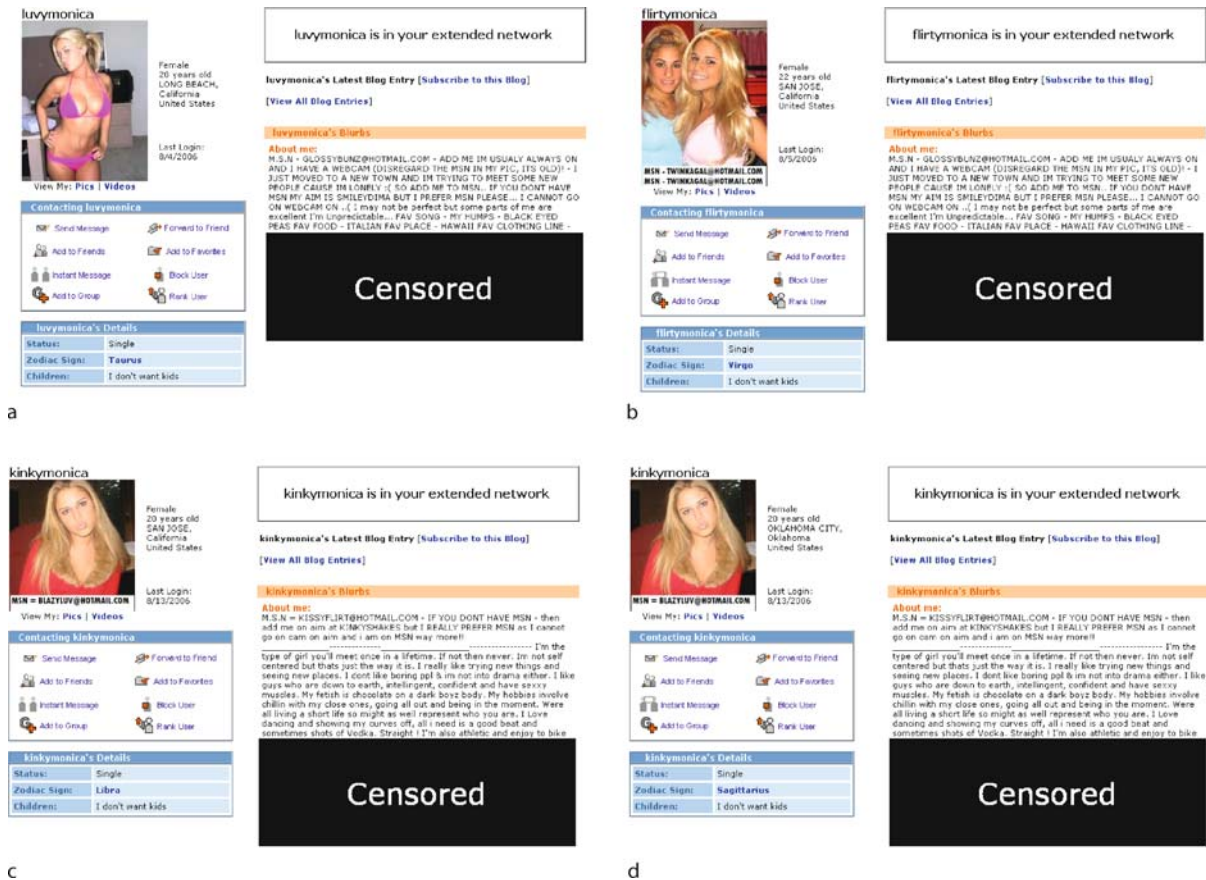 luvymonica
Female
20 years old
LONG BEACH,
California
United States
Last Login:
8/4/2006
View My: Pics | Videos
Contacting luvymonica
Send Message
Forward to Friend
Add to Friends
Add to Favorites
Instant Message
Block User
Add to Group
Rank User
luvymonica's Details
Status: Single
Zodiac Sign: Taurus
Children: I don't want kids
luvymonica is in your extended network
luvymonica's Latest Blog Entry [Subscribe to this Blog]
[View All Blog Entries]
luvymonica's Blurbs
About me:
M.S.N - GLOSSYBUNZ@HOTMAIL.COM - ADD ME IM USUALY ALWAYS ON
AND I HAVE A WEBCAM (DISREGARD THE MSN IN MY PIC, ITS OLD)! - I
JUST MOVED TO A NEW TOWN AND IM TRYING TO MEET SOME NEW
PEOPLE CAUSE IM LONELY :( SO ADD ME TO MSN.. IF YOU DONT HAVE
MSN MY AIM IS SMILEYDIMA BUT I PREFER MSN PLEASE... I CANNOT GO
ON WEBCAM ON ..( I may not be perfect but some parts of me are
excellent I'm Unpredictable... FAV SONG - MY HUMPS - BLACK EYED
PEAS FAV FOOD - ITALIAN FAV PLACE - HAWAII FAV CLOTHING LINE -
Censored
a
flirtymonica
MSN - TWINKAGAL@HOTMAIL.COM
MSN - TWINKAGAL@HOTMAIL.COM
Female
22 years old
SAN JOSE,
California
United States
Last Login:
8/5/2006
View My: Pics | Videos
Contacting flirtymonica
Send Message
Forward to Friend
Add to Friends
Add to Favorites
Instant Message
Block User
Add to Group
Rank User
flirtymonica's Details
Status: Single
Zodiac Sign: Virgo
Children: I don't want kids
flirtymonica is in your extended network
flirtymonica's Latest Blog Entry [Subscribe to this Blog]
[View All Blog Entries]
flirtymonica's Blurbs
About me:
M.S.N - GLOSSYBUNZ@HOTMAIL.COM - ADD ME IM USUALY ALWAYS ON
AND I HAVE A WEBCAM (DISREGARD THE MSN IN MY PIC, ITS OLD)! - I
JUST MOVED TO A NEW TOWN AND IM TRYING TO MEET SOME NEW
PEOPLE CAUSE IM LONELY :( SO ADD ME TO MSN.. IF YOU DONT HAVE
MSN MY AIM IS SMILEYDIMA BUT I PREFER MSN PLEASE... I CANNOT GO
ON WEBCAM ON ..( I may not be perfect but some parts of me are
excellent I'm Unpredictable... FAV SONG - MY HUMPS - BLACK EYED
PEAS FAV FOOD - ITALIAN FAV PLACE - HAWAII FAV CLOTHING LINE -
Censored
b
kinkymonica
MSN = BLAZYLUV@HOTMAIL.COM
Female
20 years old
SAN JOSE,
California
United States
Last Login:
8/13/2006
View My: Pics | Videos
Contacting kinkymonica
Send Message
Forward to Friend
Add to Friends
Add to Favorites
Instant Message
Block User
Add to Group
Rank User
kinkymonica's Details
Status: Single
Zodiac Sign: Libra
Children: I don't want kids
kinkymonica is in your extended network
kinkymonica's Latest Blog Entry [Subscribe to this Blog]
[View All Blog Entries]
kinkymonica's Blurbs
About me:
M.S.N = KISSYFLIRT@HOTMAIL.COM - IF YOU DONT HAVE MSN - then
add me on aim at KINKYSHAKES but I REALLY PREFER MSN as I cannot
go on cam on aim and i am on MSN way more!!
I'm the
type of girl you'll meet once in a lifetime. If not then never. Im not self
centered but thats just the way it is. I really like trying new things and
seeing new places. I dont like boring ppl & im not into drama either. I like
guys who are down to earth, intellingent, confident and have sexxy
muscles. My fetish is chocolate on a dark boyz body. My hobbies involve
chillin with my close ones, going all out and being in the moment. Were
all living a short life so might as well represent who you are. I Love
dancing and showing my curves off, all i need is a good beat and
sometimes shots of Vodka. Straight ! I'm also athletic and enjoy to bike
Censored
c
kinkymonica
MSN = BLAZYLUV@HOTMAIL.COM
Female
20 years old
OKLAHOMA CITY,
Oklahoma
United States
Last Login:
8/13/2006
View My: Pics | Videos
Contacting kinkymonica
Send Message
Forward to Friend
Add to Friends
Add to Favorites
Instant Message
Block User
Add to Group
Rank User
kinkymonica's Details
Status: Single
Zodiac Sign: Sagittarius
Children: I don't want kids
kinkymonica is in your extended network
kinkymonica's Latest Blog Entry [Subscribe to this Blog]
[View All Blog Entries]
kinkymonica's Blurbs
About me:
M.S.N = KISSYFLIRT@HOTMAIL.COM - IF YOU DONT HAVE MSN - then
add me on aim at KINKYSHAKES but I REALLY PREFER MSN as I cannot
go on cam on aim and i am on MSN way more!!
I'm the
type of girl you'll meet once in a lifetime. If not then never. Im not self
centered but thats just the way it is. I really like trying new things and
seeing new places. I dont like boring ppl & im not into drama either. I like
guys who are down to earth, intellingent, confident and have sexxy
muscles. My fetish is chocolate on a dark boyz body. My hobbies involve
chillin with my close ones, going all out and being in the moment. Were
all living a short life so might as well represent who you are. I Love
dancing and showing my curves off, all i need is a good beat and
sometimes shots of Vodka. Straight ! I'm also athletic and enjoy to bike
Censored
d